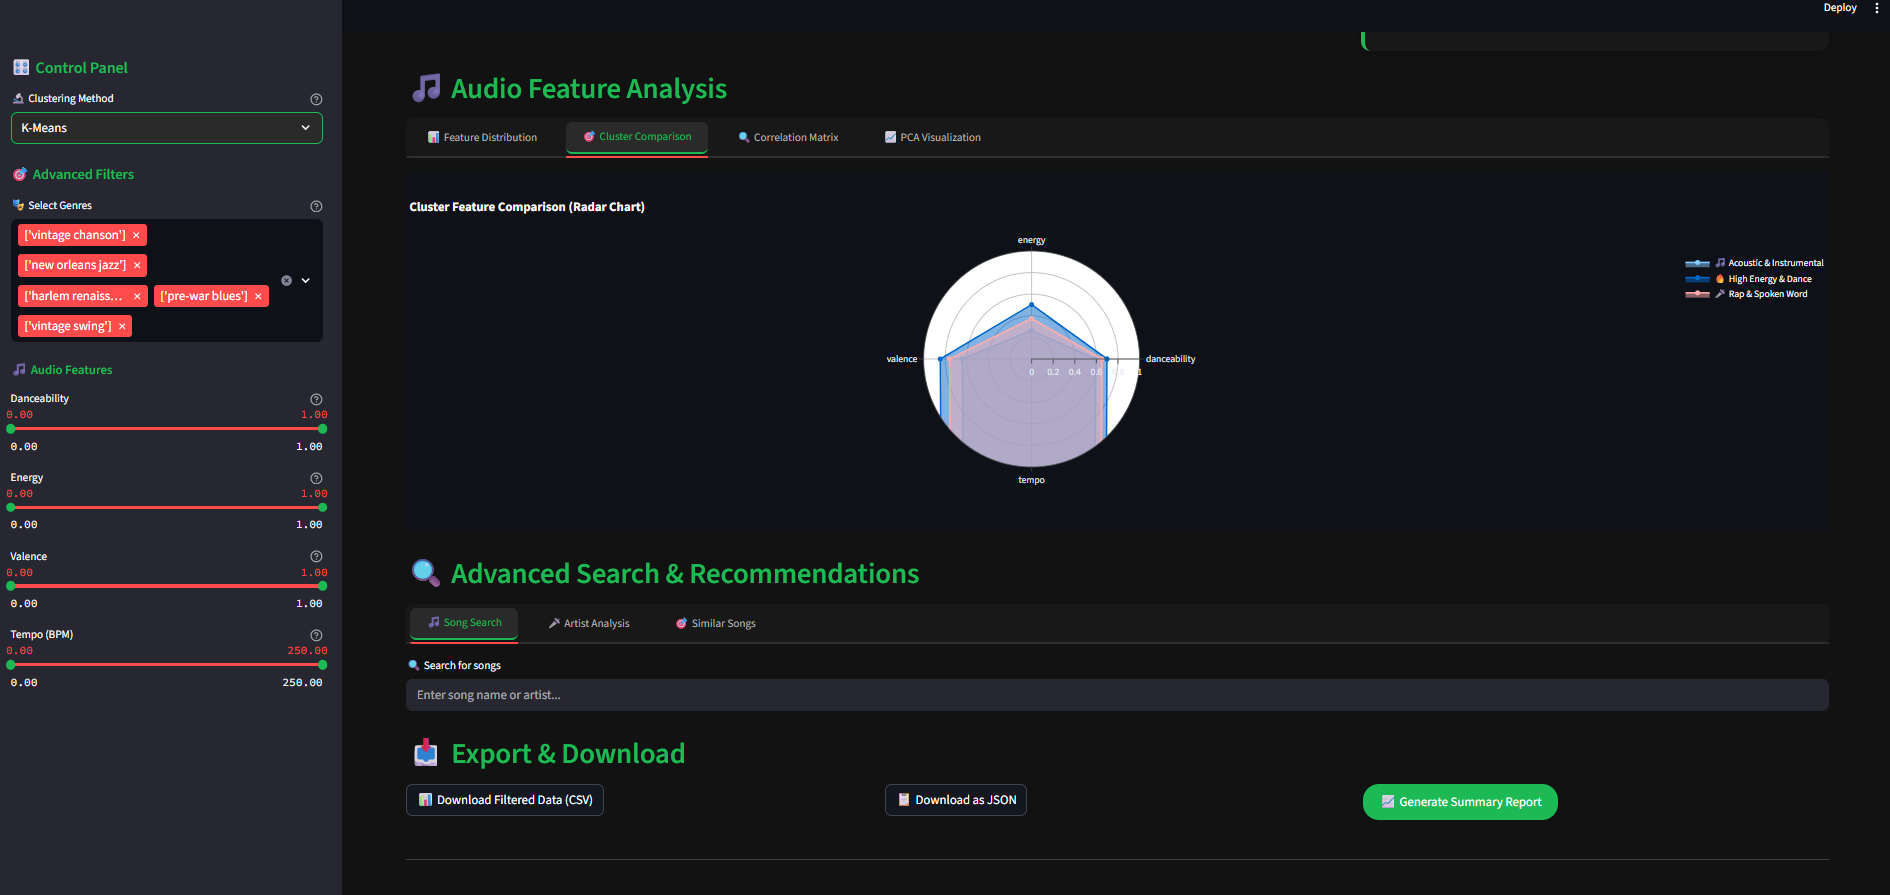 Deploy
Control Panel
Clustering Method
K-Means
Advanced Filters
Select Genres
['vintage chanson'] ×
['new orleans jazz'] ×
['harlem renaiss... × ['pre-war blues'] ×
['vintage swing'] ×
Audio Features
Danceability
0.00 1.00
0.00 1.00
Energy
0.00 1.00
0.00 1.00
Valence
0.00 1.00
0.00 1.00
Tempo (BPM)
0.00 250.00
0.00 250.00
Audio Feature Analysis
Feature Distribution Cluster Comparison Correlation Matrix PCA Visualization
Cluster Feature Comparison (Radar Chart)
energy
valence
danceability
0 0.2 0.4 0.6 0.8 1
tempo
Acoustic & Instrumental
High Energy & Dance
Rap & Spoken Word
Advanced Search & Recommendations
Song Search Artist Analysis Similar Songs
Search for songs
Enter song name or artist...
Export & Download
Download Filtered Data (CSV) Download as JSON Generate Summary Report